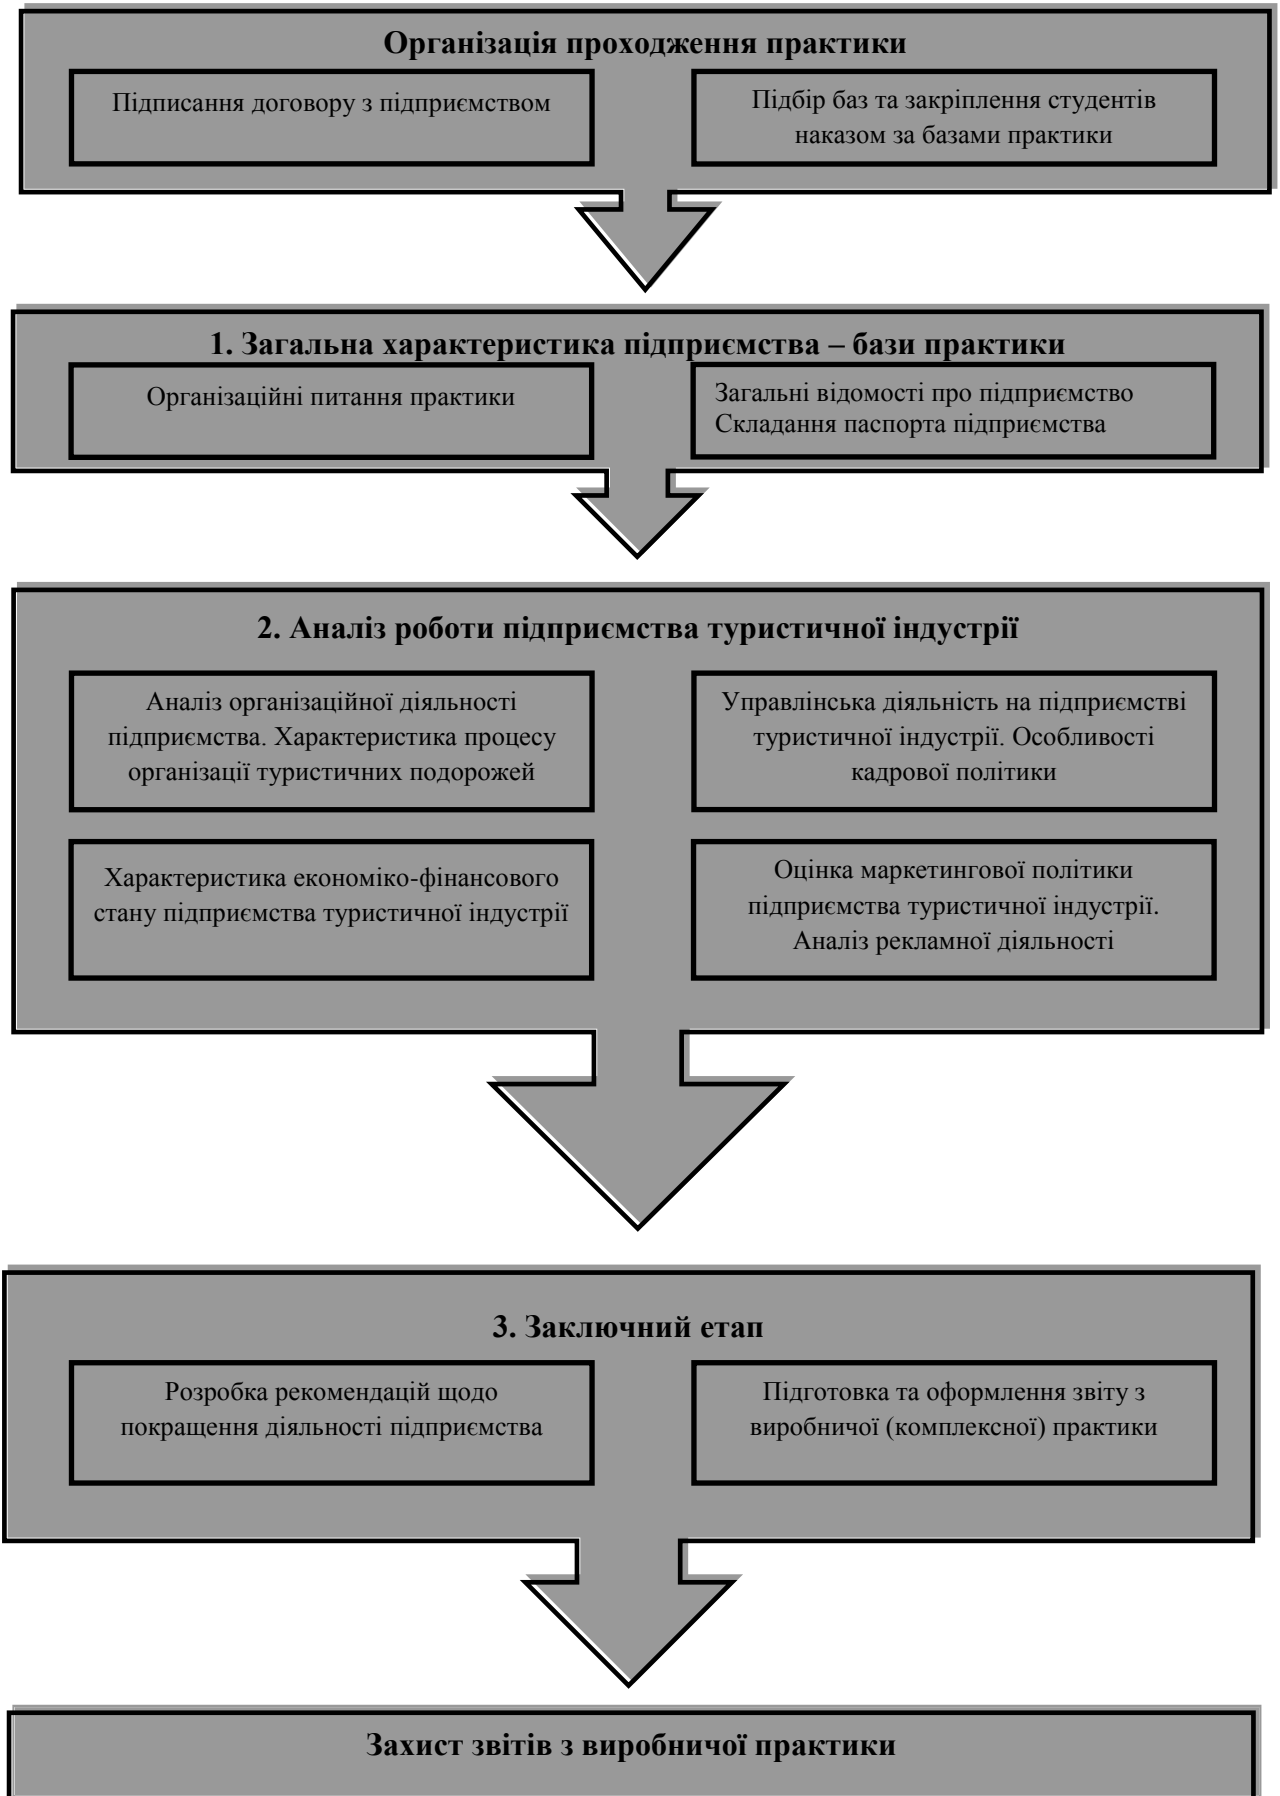 Організація проходження практики
Підписання договору з підприємством
Підбір баз та закріплення студентів
наказом за базами практики
1. Загальна характеристика підприємства – бази практики
Організаційні питання практики
Загальні відомості про підприємство
Складання паспорта підприємства
2. Аналіз роботи підприємства туристичної індустрії
Аналіз організаційної діяльності
підприємства. Характеристика процесу
організації туристичних подорожей
Управлінська діяльність на підприємстві
туристичної індустрії. Особливості
кадрової політики
Характеристика економіко-фінансового
стану підприємства туристичної індустрії
Оцінка маркетингової політики
підприємства туристичної індустрії.
Аналіз рекламної діяльності
3. Заключний етап
Розробка рекомендацій щодо
покращення діяльності підприємства
Підготовка та оформлення звіту з
виробничої (комплексної) практики
Захист звітів з виробничої практики